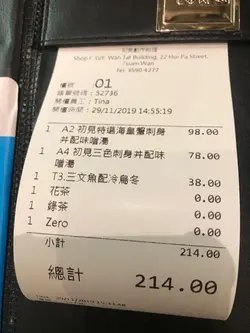 Shop F, G/F, Wah Tat Building, 22 Hoi Pa Street,
Tsuen Wan
Tel 3590 4277
檯號 : 01
賬單號碼 : 52736
開檯員工 : Tina
開檯時間 : 29/11/2019 14:55:19
1 A2 初見特選海皇蟹刺身丼配味噌湯 98.00
1 A4 初見三色刺身丼配味噌湯 78.00
1 T3.三文魚配冷烏冬 38.00
1 花茶 0.00
1 綠茶 0.00
1 Zero 0.00
小計 214.00
總計 214.00